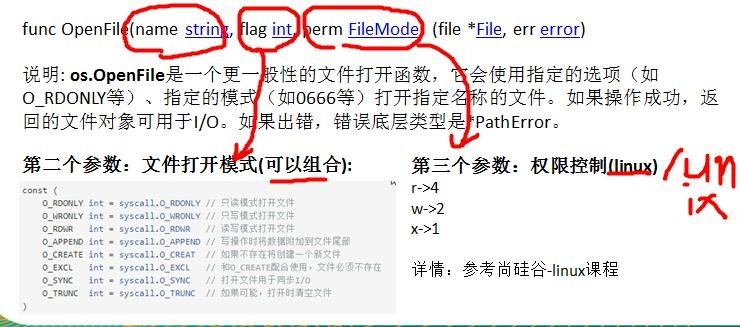 func OpenFile(name string, flag int, perm FileMode) (file *File, err error)
说明: os.OpenFile是一个更一般性的文件打开函数，它会使用指定的选项（如
O_RDONLY等）、指定的模式（如0666等）打开指定名称的文件。如果操作成功，返
回的文件对象可用于I/O。如果出错，错误底层类型是*PathError。
第二个参数：文件打开模式(可以组合):
const (
O_RDONLY int = syscall.O_RDONLY // 只读模式打开文件
O_WRONLY int = syscall.O_WRONLY // 只写模式打开文件
O_RDWR int = syscall.O_RDWR // 读写模式打开文件
O_APPEND int = syscall.O_APPEND // 写操作时将数据附加到文件尾部
O_CREATE int = syscall.O_CREAT // 如果不存在将创建一个新文件
O_EXCL int = syscall.O_EXCL // 和O_CREATE配合使用，文件必须不存在
O_SYNC int = syscall.O_SYNC // 打开文件用于同步I/O
O_TRUNC int = syscall.O_TRUNC // 如果可能，打开时清空文件
)
第三个参数：权限控制(linux) /un
ix
r->4
w->2
x->1
详情：参考尚硅谷-linux课程